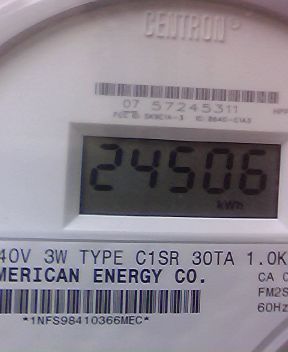 CENTRON®
07 57245311
24506
kWh
40V 3W TYPE C1SR 30TA 1.0K
MERICAN ENERGY CO.
CA
FM2S
60Hz
*1NFS98410366MEC*